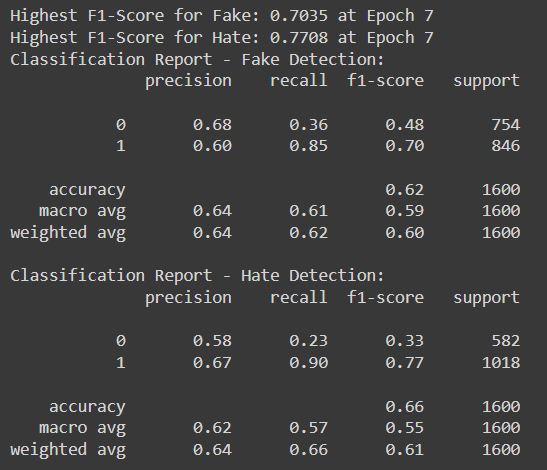 Highest F1-Score for Fake: 0.7035 at Epoch 7
Highest F1-Score for Hate: 0.7708 at Epoch 7
Classification Report - Fake Detection:
precision recall f1-score support
0 0.68 0.36 0.48 754
1 0.60 0.85 0.70 846
accuracy 0.62 1600
macro avg 0.64 0.61 0.59 1600
weighted avg 0.64 0.62 0.60 1600
Classification Report - Hate Detection:
precision recall f1-score support
0 0.58 0.23 0.33 582
1 0.67 0.90 0.77 1018
accuracy 0.66 1600
macro avg 0.62 0.57 0.55 1600
weighted avg 0.64 0.66 0.61 1600